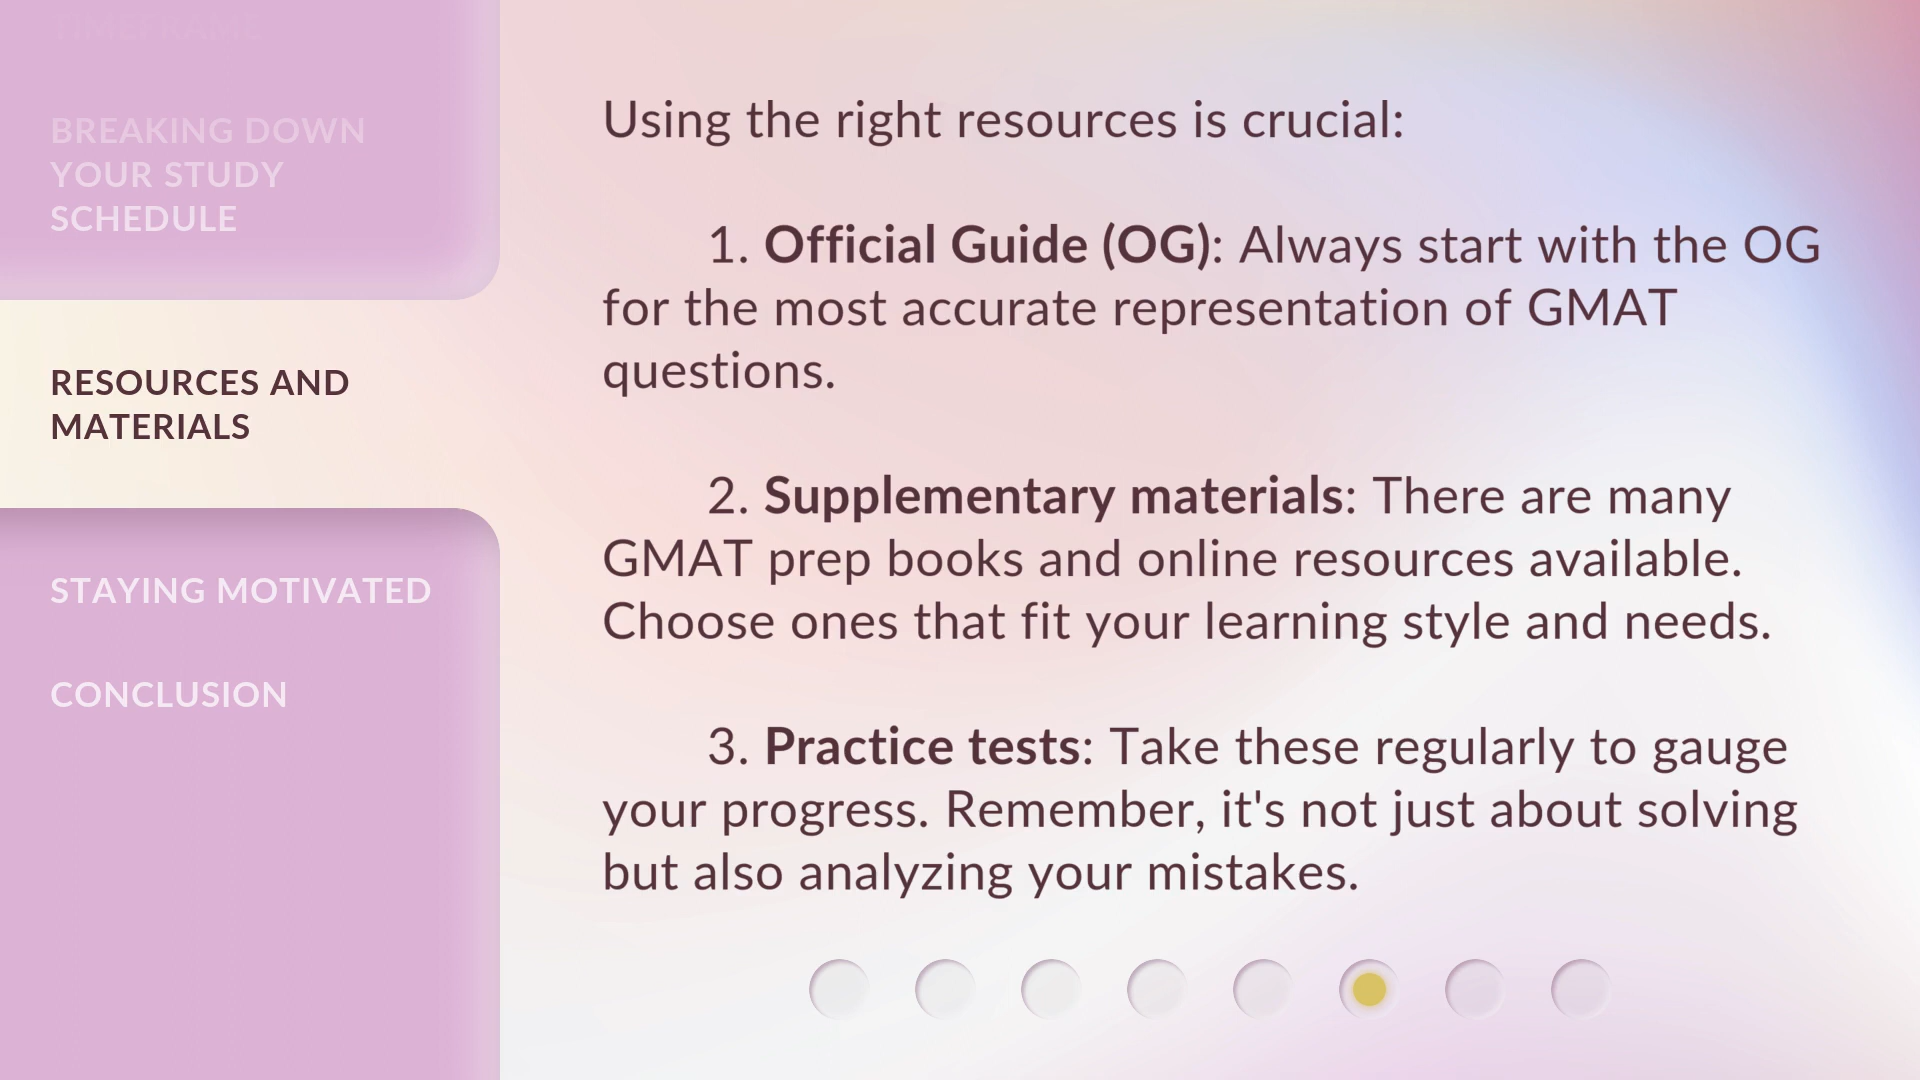 TIMEFRAME
BREAKING DOWN
YOUR STUDY
SCHEDULE
RESOURCES AND
MATERIALS
STAYING MOTIVATED
CONCLUSION
Using the right resources is crucial:
1. Official Guide (OG): Always start with the OG
for the most accurate representation of GMAT
questions.
2. Supplementary materials: There are many
GMAT prep books and online resources available.
Choose ones that fit your learning style and needs.
3. Practice tests: Take these regularly to gauge
your progress. Remember, it's not just about solving
but also analyzing your mistakes.